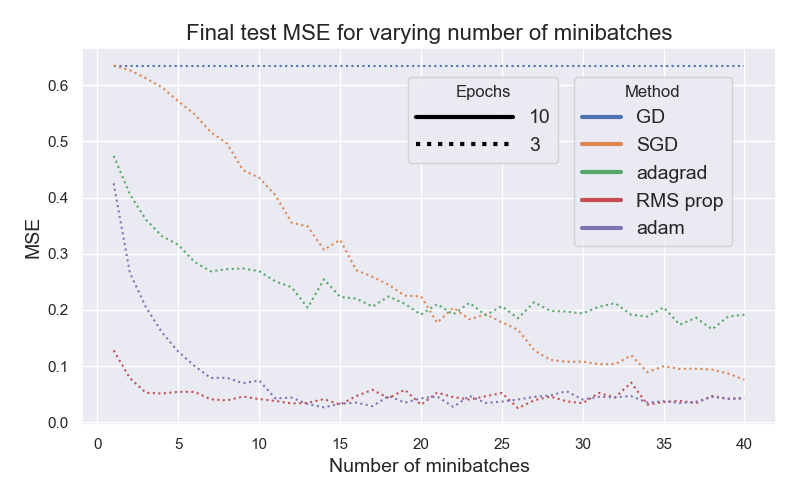 Final test MSE for varying number of minibatches
MSE
0.6
0.5
0.4
0.3
0.2
0.1
0.0
Epochs
10
3
Method
GD
SGD
adagrad
RMS prop
adam
0 5 10 15 20 25 30 35 40
Number of minibatches